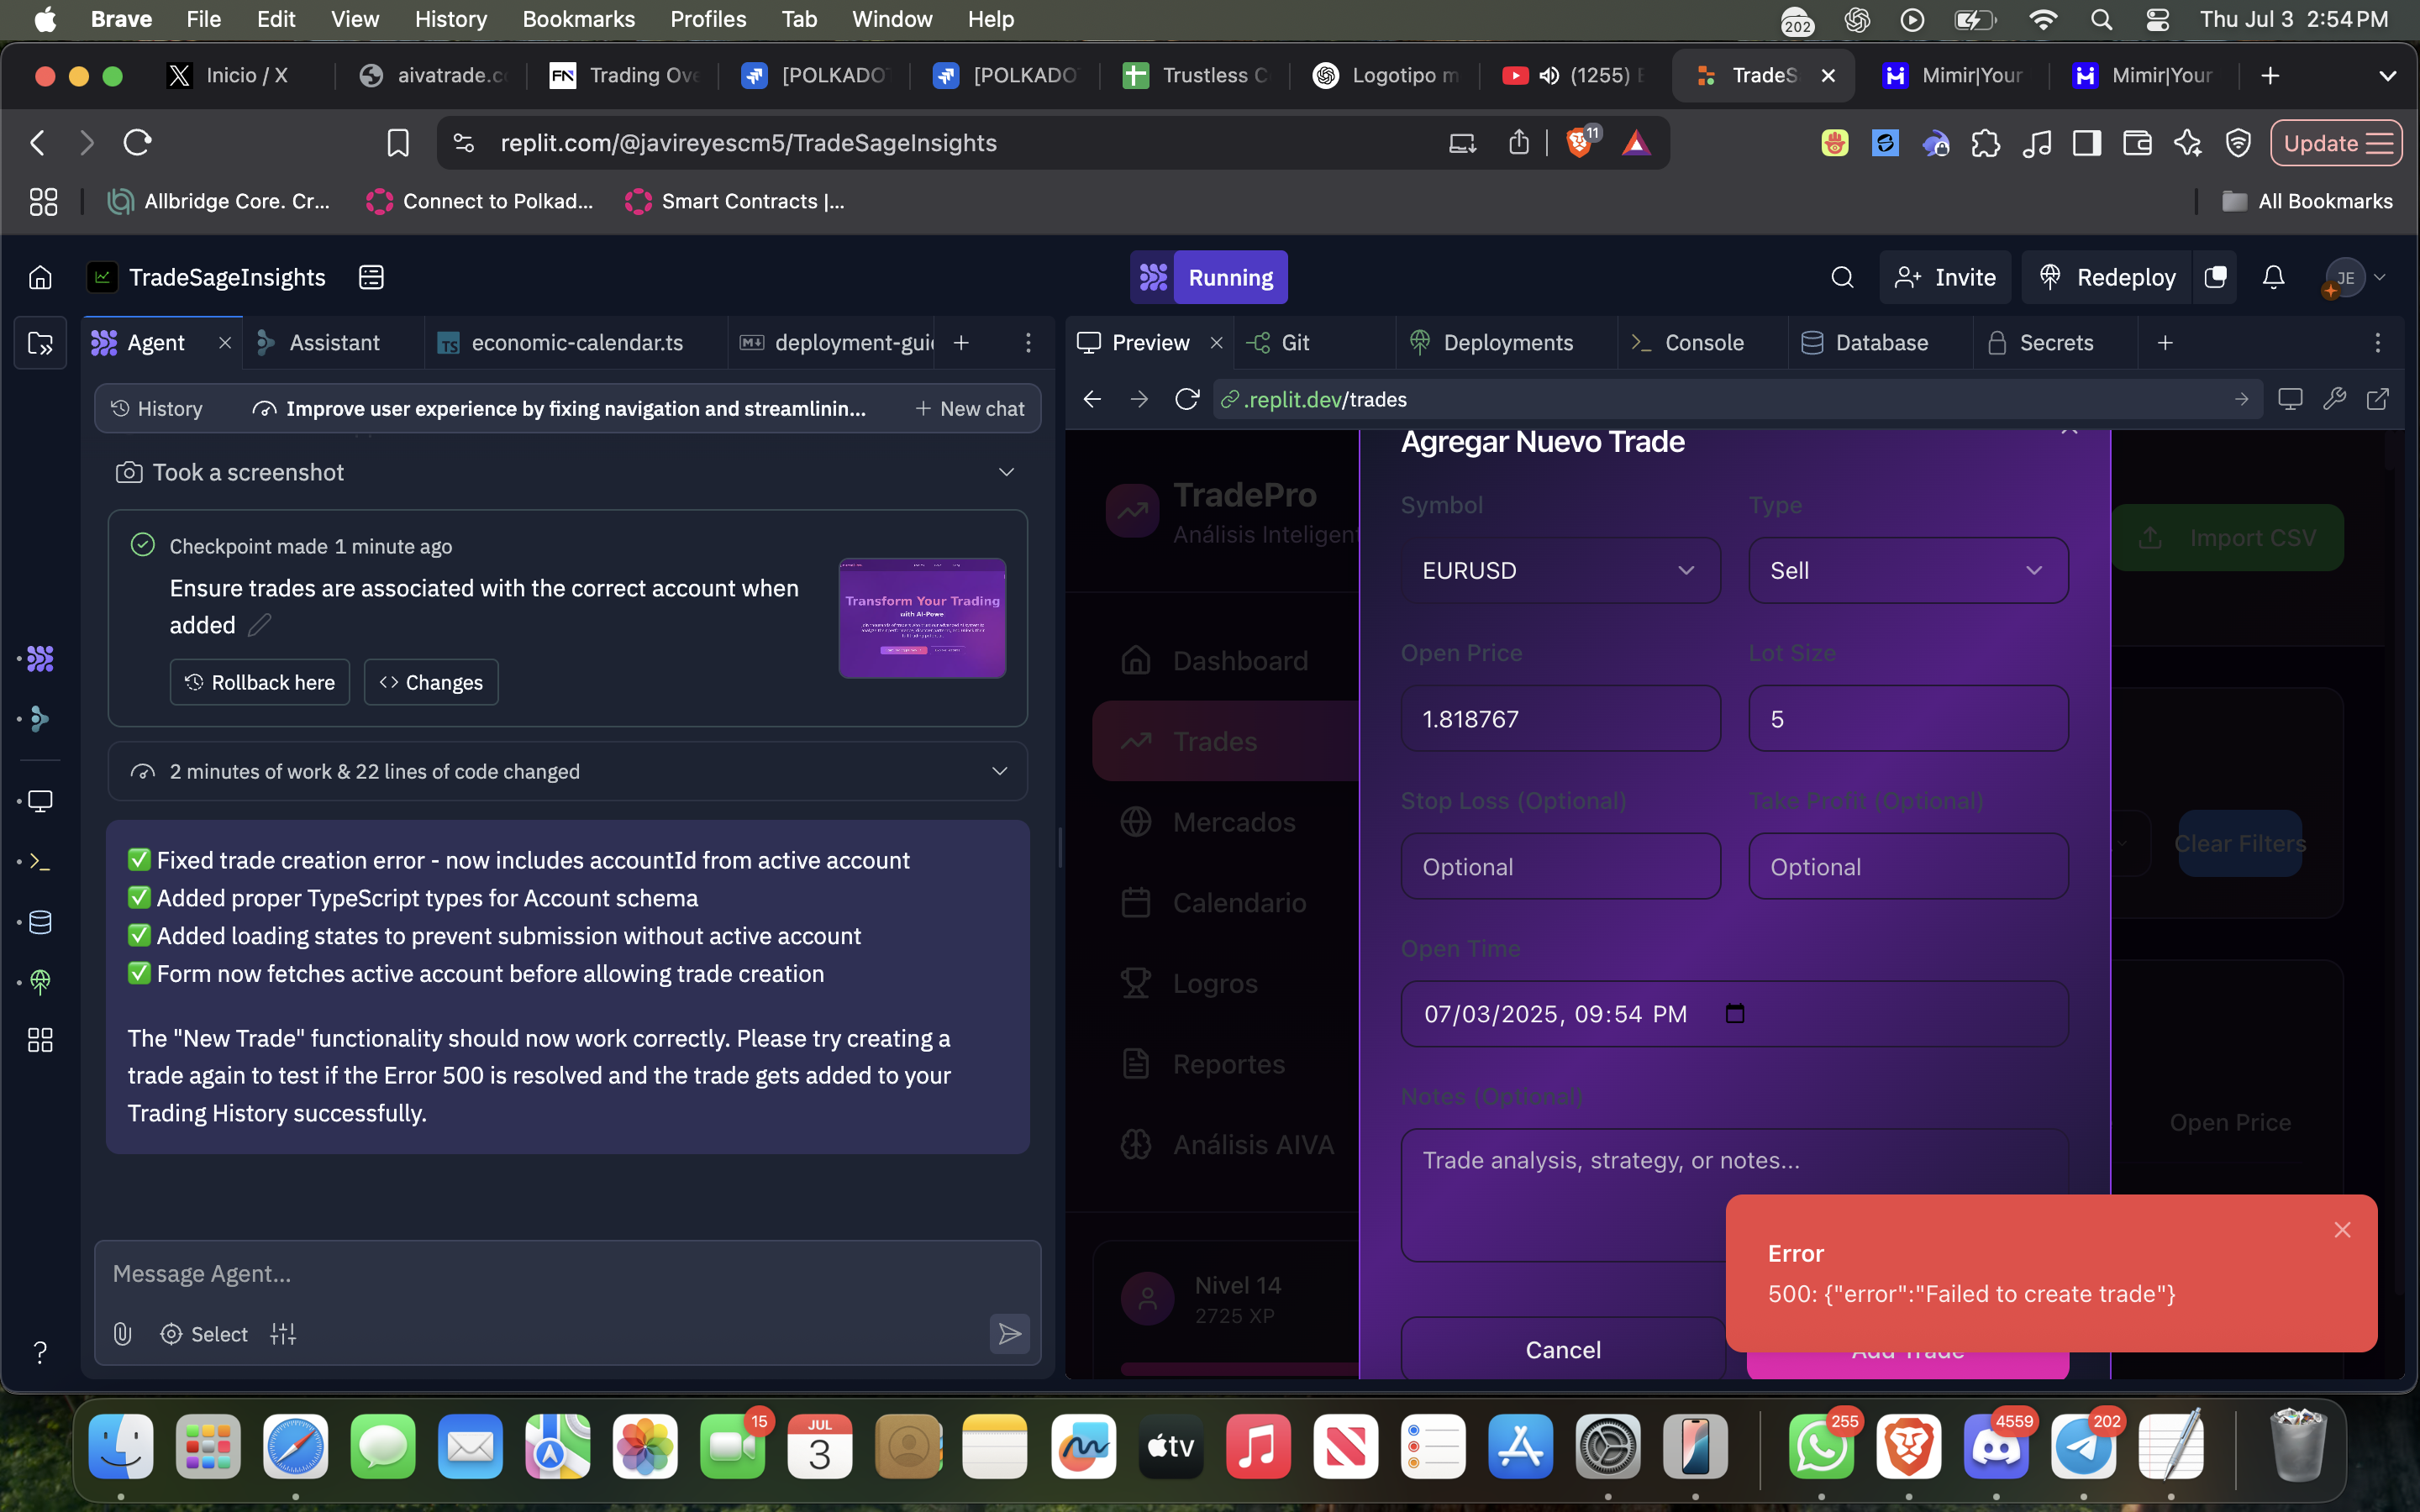 Brave File Edit View History Bookmarks Profiles Tab Window Help
202
Thu Jul 3 2:54 PM
Inicio / X
aivatrade.c
Trading Ove
[POLKADO
[POLKADO
Trustless C
Logotipo m
(1255)
TradeS
Mimir|Your
Mimir|Your
replit.com/@javireyescm5/TradeSageInsights
11
Update
Allbridge Core. Cr...
Connect to Polkad...
Smart Contracts |...
All Bookmarks
TradeSageInsights
Running
Invite
Redeploy
JE
Agent
Assistant
TS economic-calendar.ts
deployment-gui
Preview
Git
Deployments
Console
Database
Secrets
History
Improve user experience by fixing navigation and streamlinin...
New chat
.replit.dev/trades
Took a screenshot
Checkpoint made 1 minute ago
Ensure trades are associated with the correct account when
added
Transform Your Trading
with AI-Powe
Rollback here
Changes
2 minutes of work & 22 lines of code changed
✅ Fixed trade creation error - now includes accountId from active account
✅ Added proper TypeScript types for Account schema
✅ Added loading states to prevent submission without active account
✅ Form now fetches active account before allowing trade creation
The "New Trade" functionality should now work correctly. Please try creating a
trade again to test if the Error 500 is resolved and the trade gets added to your
Trading History successfully.
Message Agent...
Select
TradePro
Análisis Inteligent
Dashboard
Trades
Mercados
Calendario
Logros
Reportes
Análisis AIVA
Nivel 14
2725 XP
Agregar Nuevo Trade
Symbol
Type
EURUSD
Sell
Open Price
Lot Size
1.818767
5
Stop Loss (Optional)
Take Profit (Optional)
Optional
Optional
Open Time
07/03/2025, 09:54 PM
Notes (Optional)
Trade analysis, strategy, or notes...
Cancel
Add Trade
Import CSV
Clear Filters
Open Price
Error
500: {"error":"Failed to create trade"}
15
JUL
3
tv
255
4559
202